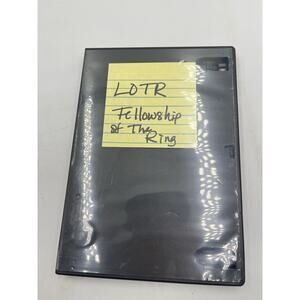 LOTR
Fellowship
of The
Ring